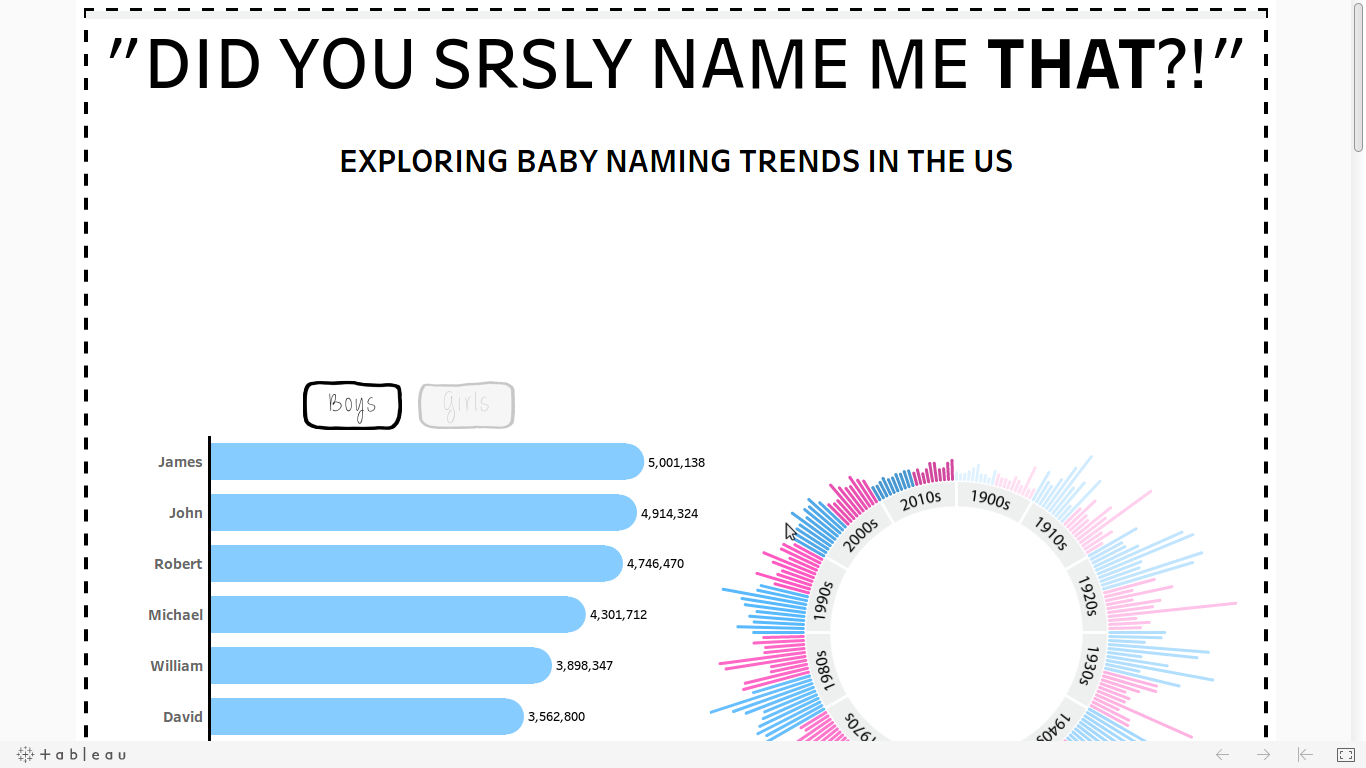 ”DID YOU SRSLY NAME ME THAT?!”
EXPLORING BABY NAMING TRENDS IN THE US
Boys
Girls
James 5,001,138
John 4,914,324
Robert 4,746,470
Michael 4,301,712
William 3,898,347
David 3,562,800
1900s
1910s
1920s
1930s
1940s
1970s
1980s
1990s
2000s
2010s
+ableau